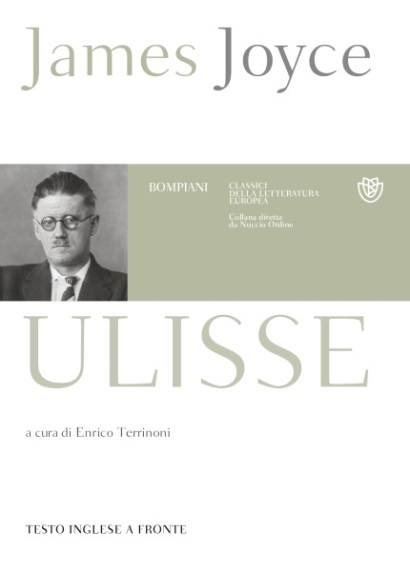 James Joyce
BOMPIANI
CLASSICI
DELLA LETTERATURA
EUROPEA
Collana diretta
da Nuccio Ordine
ULISSE
a cura di Enrico Terrinoni
TESTO INGLESE A FRONTE